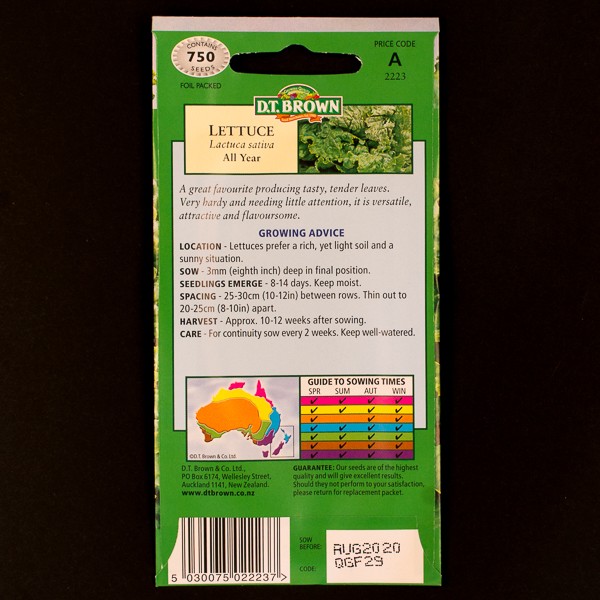 CONTAINS
750
SEEDS
FOIL PACKED
PRICE CODE
A
2223
D.T. BROWN
LETTUCE
Lactuca sativa
All Year
A great favourite producing tasty, tender leaves.
Very hardy and needing little attention, it is versatile,
attractive and flavoursome.
GROWING ADVICE
LOCATION - Lettuces prefer a rich, yet light soil and a
sunny situation.
SOW - 3mm (eighth inch) deep in final position.
SEEDLINGS EMERGE - 8-14 days. Keep moist.
SPACING - 25-30cm (10-12in) between rows. Thin out to
20-25cm (8-10in) apart.
HARVEST - Approx. 10-12 weeks after sowing.
CARE - For continuity sow every 2 weeks. Keep well-watered.
GUIDE TO SOWING TIMES
SPR SUM AUT WIN
©D.T. Brown & Co Ltd.
D.T. Brown & Co. Ltd.,
PO Box 6174, Wellesley Street,
Auckland 1141, New Zealand.
www.dtbrown.co.nz
GUARANTEE: Our seeds are of the highest
quality and will give excellent results.
Should they not perform to your satisfaction,
please return for replacement packet.
5 030075 022237 >
SOW
BEFORE:
AUG2020
QGF29
CODE: